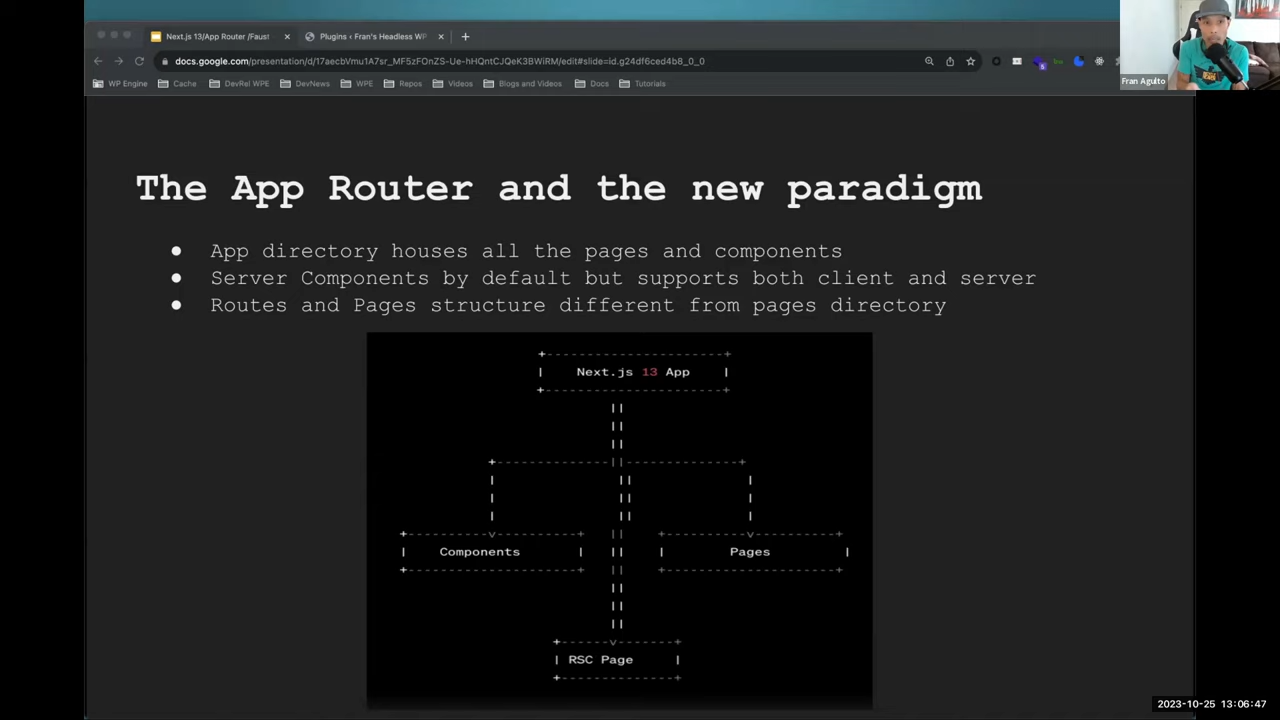 Next.js 13/App Router /Faust
Plugins ‹ Fran's Headless WP
docs.google.com/presentation/d/17aecbVmu1A7sr_MF5zFOnZS-Ue-hHQntCJQeK3BWiRM/edit#slide=id.g24df6ced4b8_0_0
WP Engine
Cache
DevRel WPE
DevNews
WPE
Repos
Videos
Blogs and Videos
Docs
Tutorials
Fran Agulto
The App Router and the new paradigm
● App directory houses all the pages and components
● Server Components by default but supports both client and server
● Routes and Pages structure different from pages directory
Next.js 13 App
Components
Pages
RSC Page
2023-10-25 13:06:47